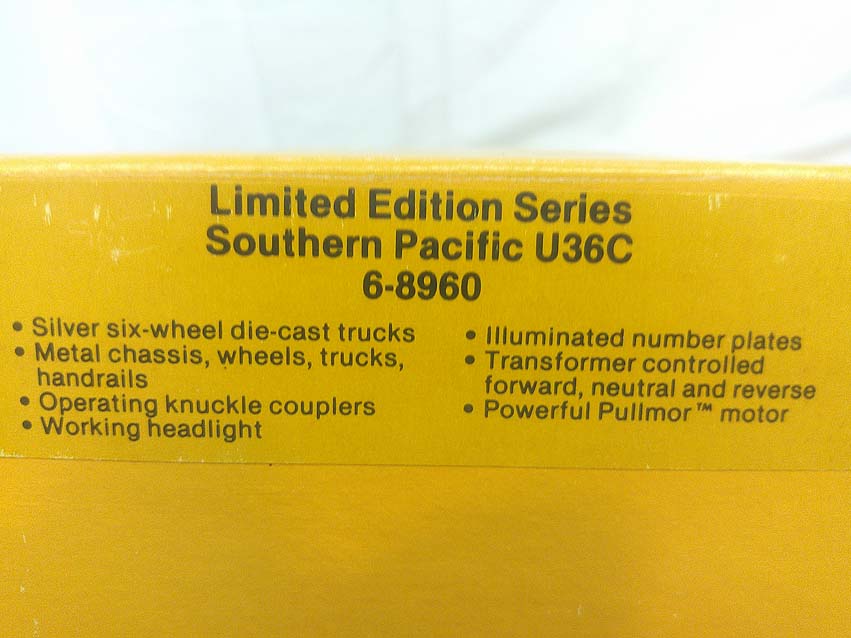 Limited Edition Series
Southern Pacific U36C
6-8960
• Silver six-wheel die-cast trucks
• Metal chassis, wheels, trucks,
handrails
• Operating knuckle couplers
• Working headlight
• Illuminated number plates
• Transformer controlled
forward, neutral and reverse
• Powerful Pullmor™ motor